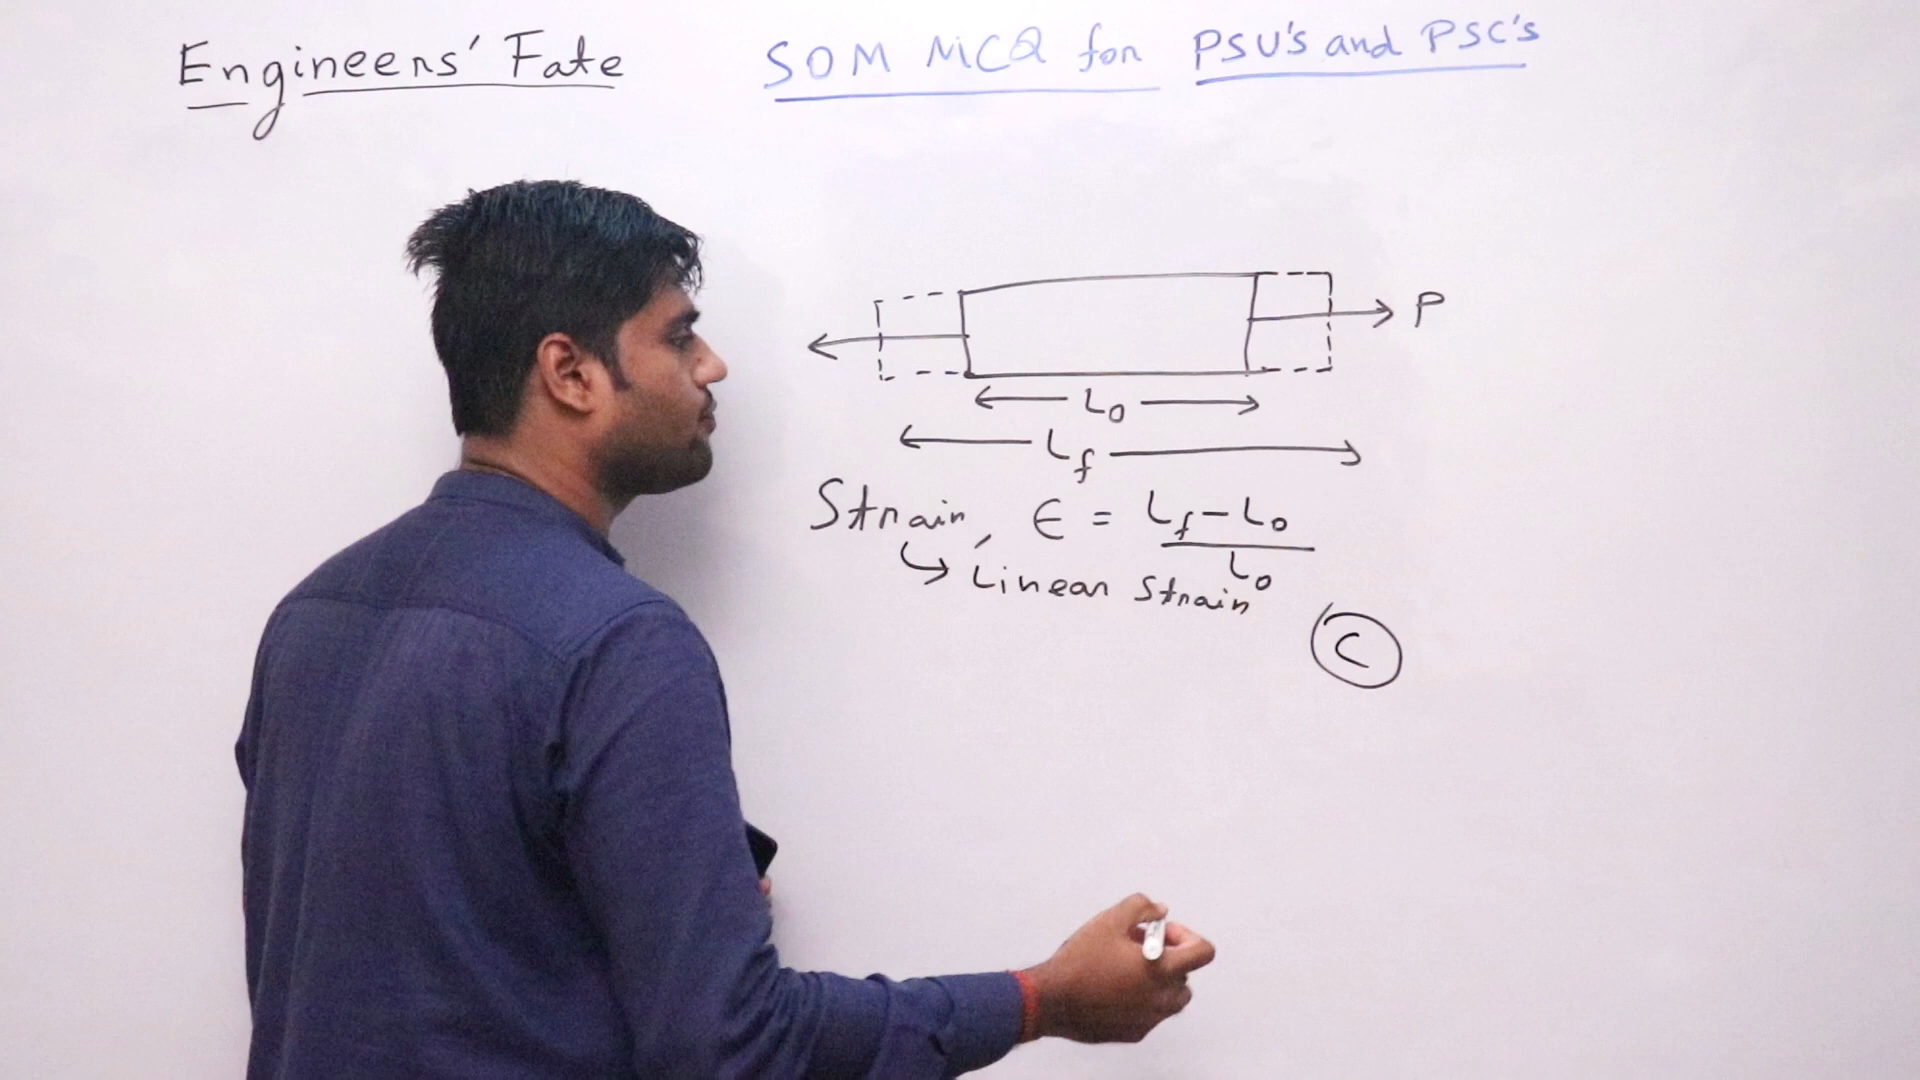 Engineers' Fate
SOM MCQ for PSU's and PSC's
P
L₀
L_f
Strain, ϵ = L_f - L₀ / L₀
Linear Strain
C